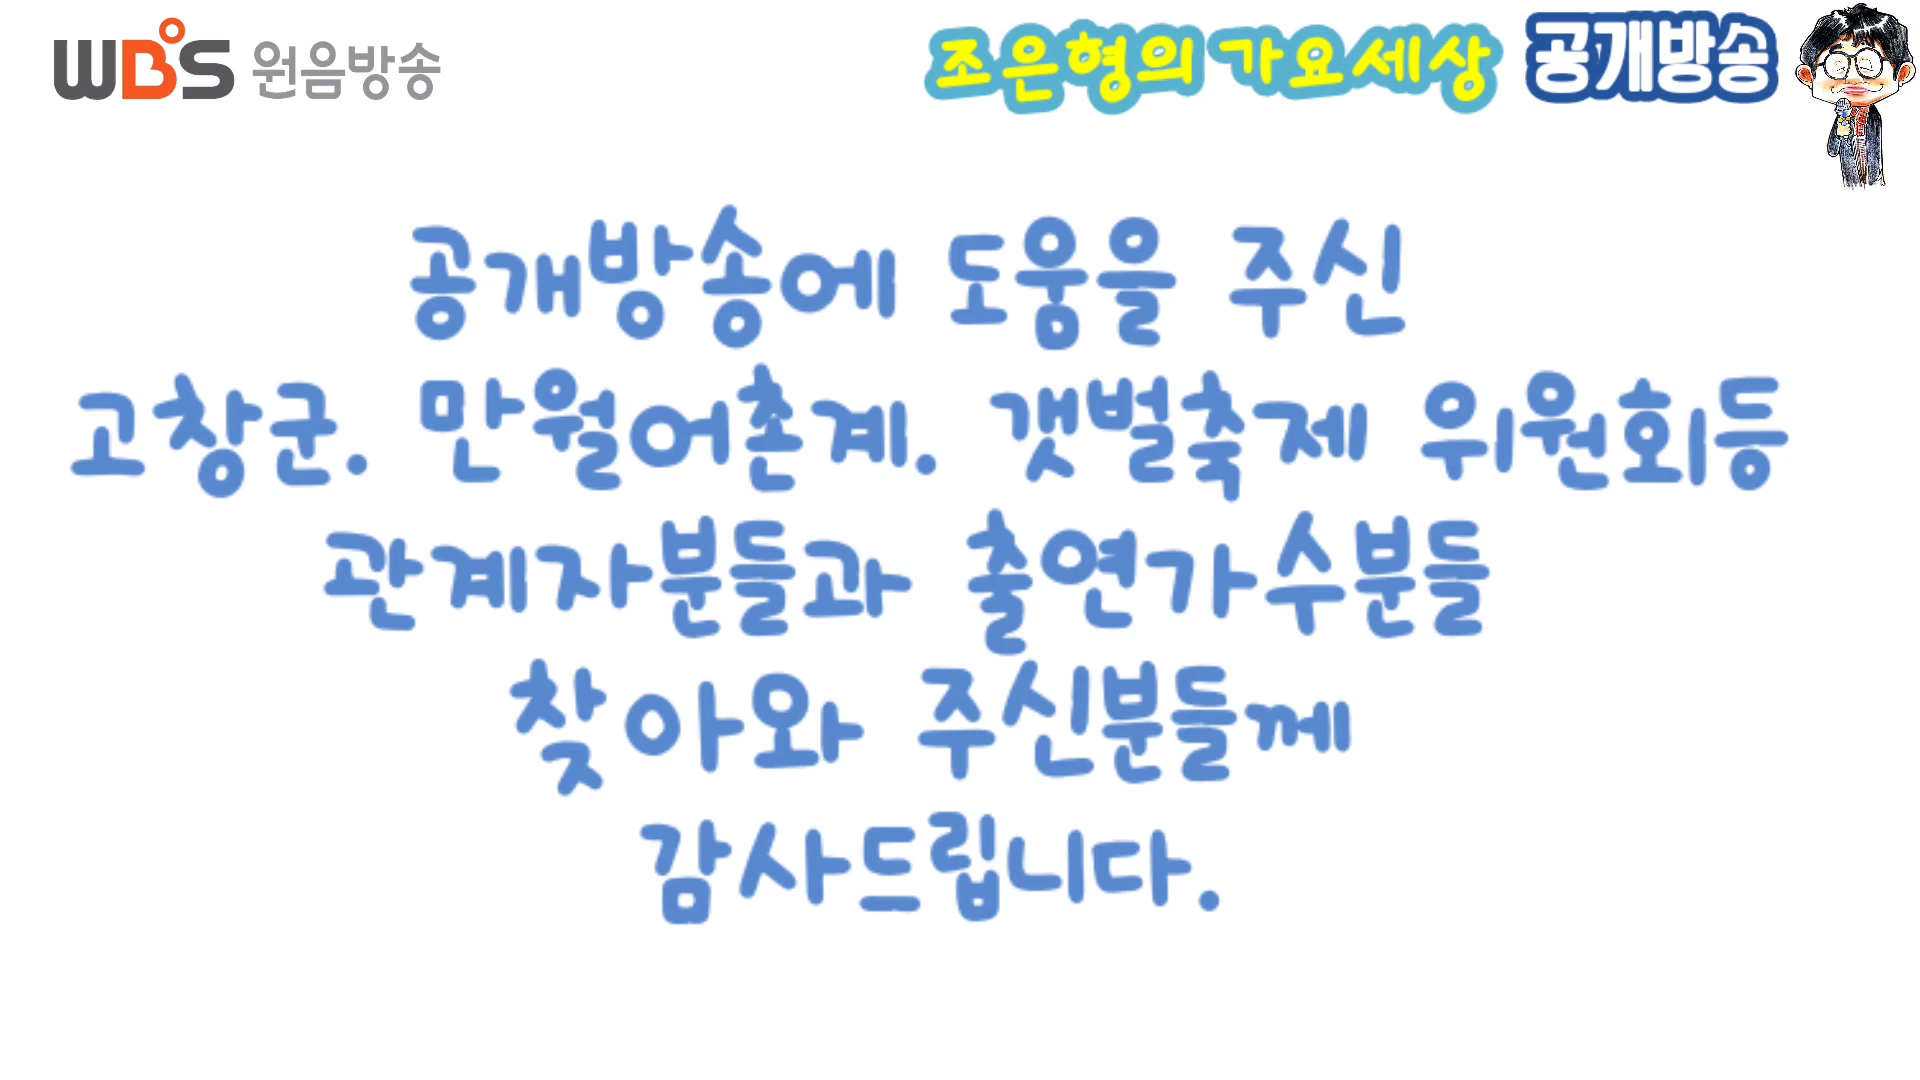 WBS 원음방송
조은형의 가요세상 공개방송
공개방송에 도움을 주신
고창군. 만월어촌계. 갯벌축제 위원회등
관계자분들과 출연가수분들
찾아와 주신분들께
감사드립니다.